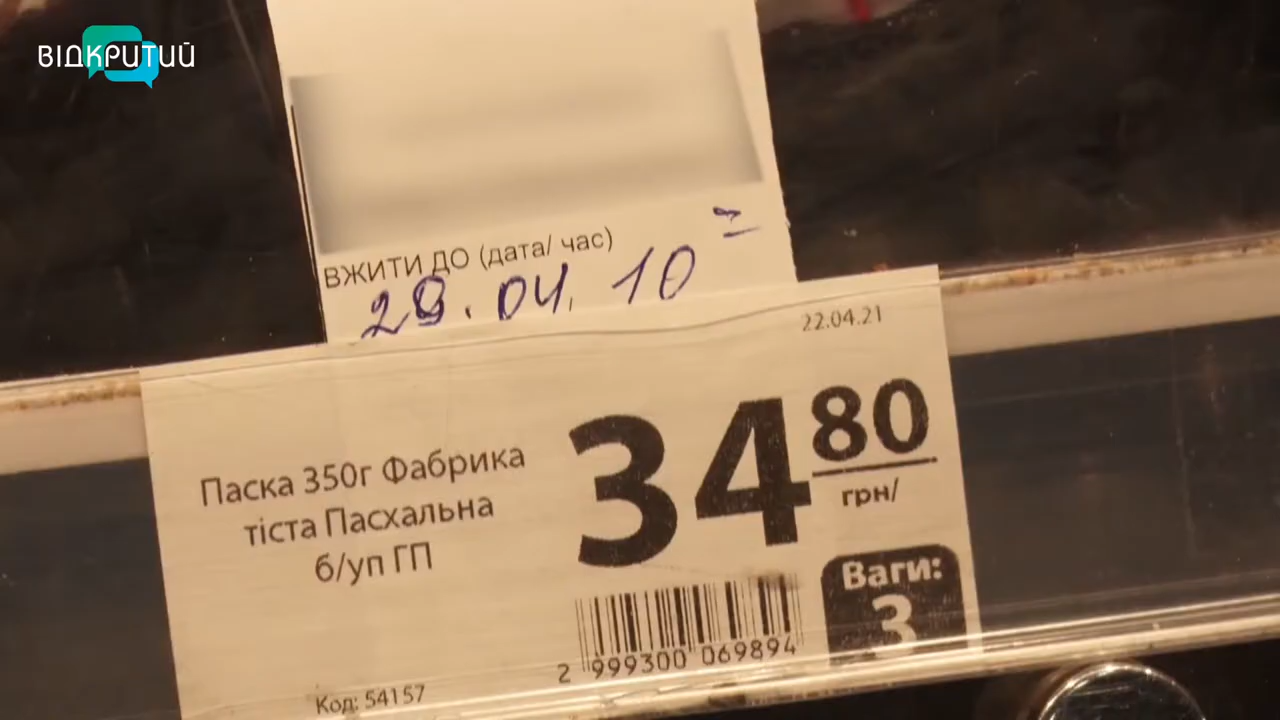 ВІДКРИТИЙ
ВЖИТИ ДО (дата/ час)
29.04. 10
22.04.21
Паска 350г Фабрика
тіста Пасхальна
б/уп ГП
34 80
грн/
Ваги:
3
2 999300 069894
Код: 54157